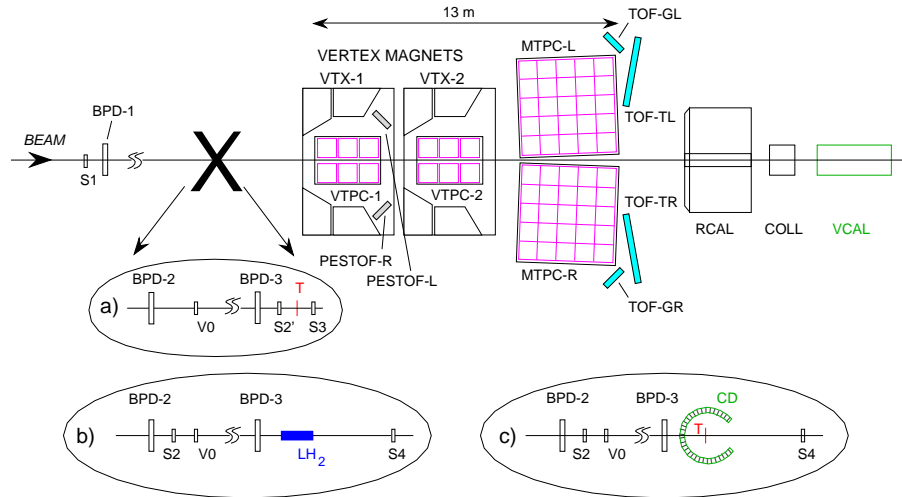 13 m
TOF-GL
VERTEX MAGNETS
MTPC-L
VTX-1
VTX-2
BPD-1
TOF-TL
BEAM
X
S1
VTPC-1
VTPC-2
TOF-TR
RCAL
COLL
VCAL
PESTOF-R
PESTOF-L
MTPC-R
TOF-GR
BPD-2
BPD-3
T
a)
V0
S2'
S3
BPD-2
BPD-3
b)
S2
V0
LH2
S4
BPD-2
BPD-3
CD
T
c)
S2
V0
S4